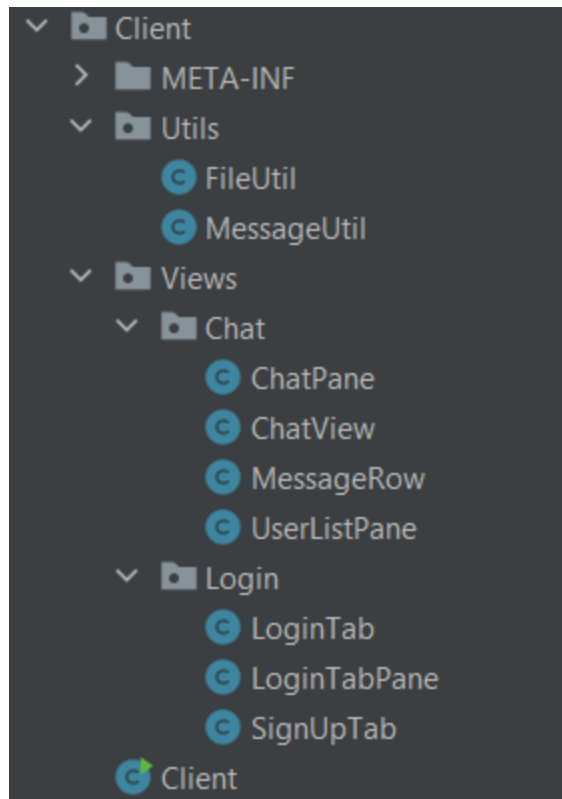 Client
META-INF
Utils
FileUtil
MessageUtil
Views
Chat
ChatPane
ChatView
MessageRow
UserListPane
Login
LoginTab
LoginTabPane
SignUpTab
Client